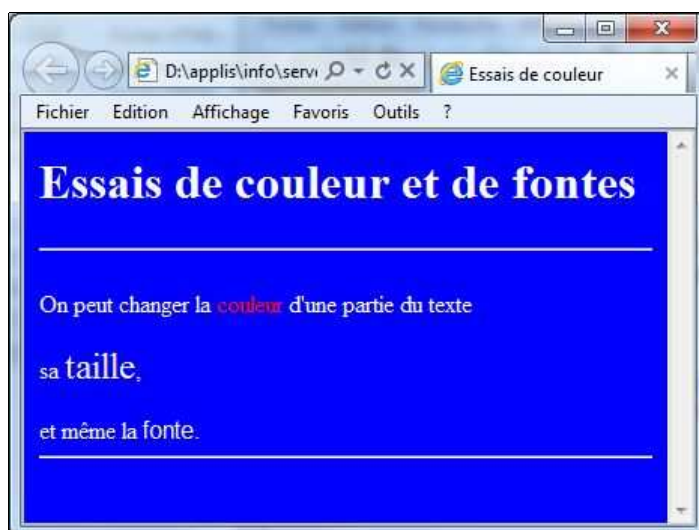 D:\applis\info\serv
Essais de couleur
Fichier Edition Affichage Favoris Outils ?
Essais de couleur et de fontes
On peut changer la couleur d'une partie du texte
sa taille,
et même la fonte.